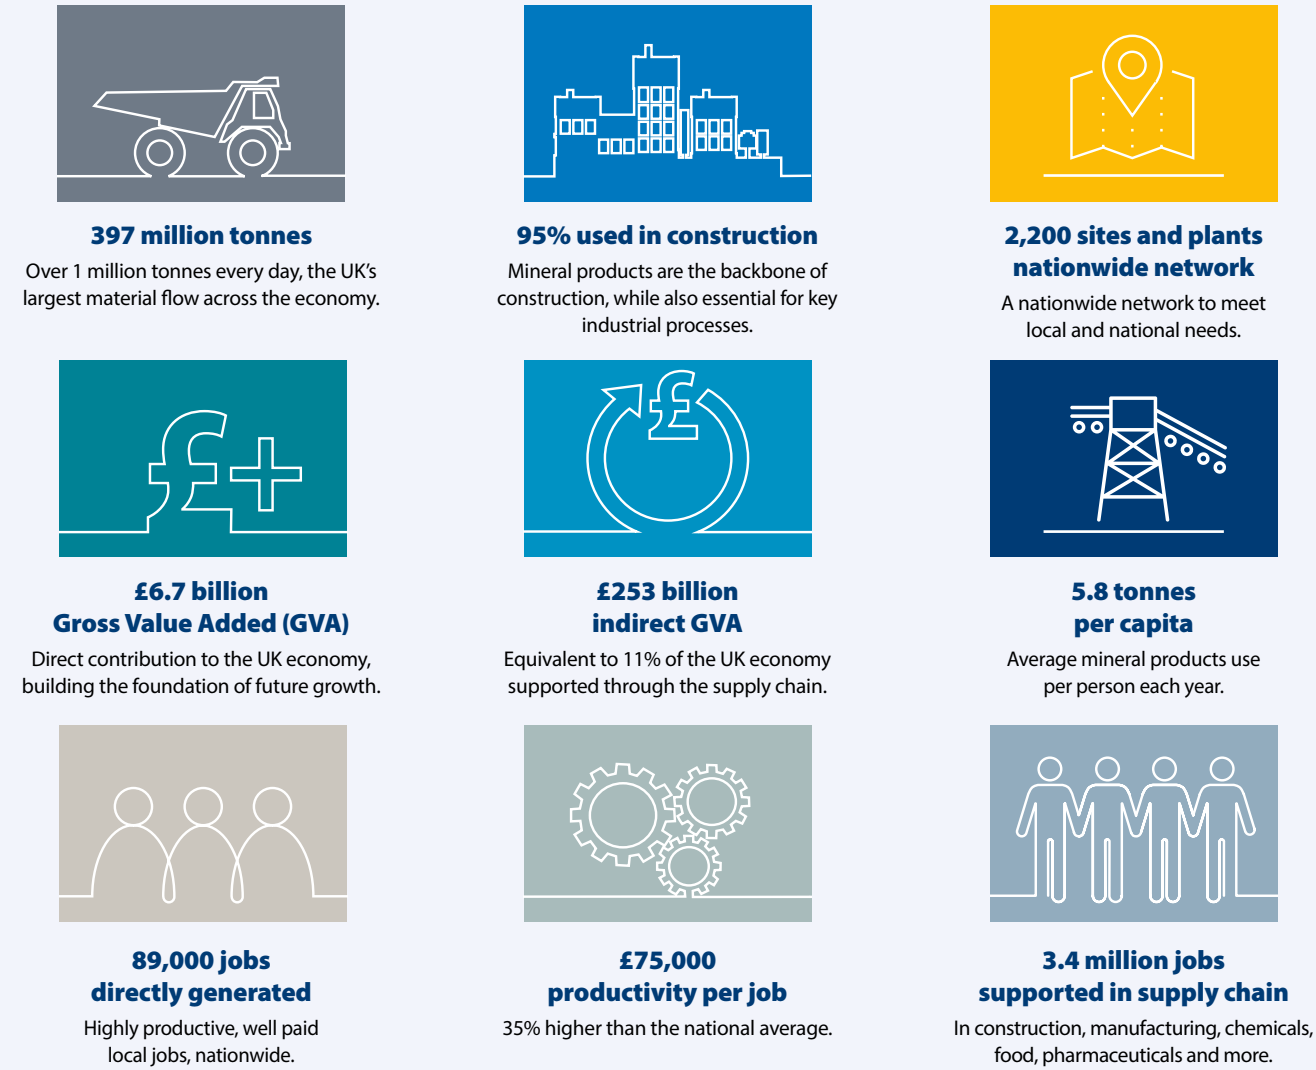 397 million tonnes
Over 1 million tonnes every day, the UK's
largest material flow across the economy.
95% used in construction
Mineral products are the backbone of
construction, while also essential for key
industrial processes.
2,200 sites and plants
nationwide network
A nationwide network to meet
local and national needs.
£+
£6.7 billion
Gross Value Added (GVA)
Direct contribution to the UK economy,
building the foundation of future growth.
£
£253 billion
indirect GVA
Equivalent to 11% of the UK economy
supported through the supply chain.
5.8 tonnes
per capita
Average mineral products use
per person each year.
89,000 jobs
directly generated
Highly productive, well paid
local jobs, nationwide.
£75,000
productivity per job
35% higher than the national average.
3.4 million jobs
supported in supply chain
In construction, manufacturing, chemicals,
food, pharmaceuticals and more.